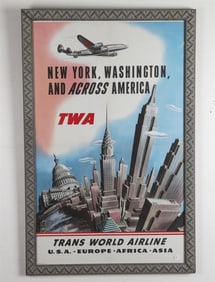 NEW YORK, WASHINGTON,
AND ACROSS AMERICA
TWA
TRANS WORLD AIRLINE
U.S.A. - EUROPE - AFRICA - ASIA